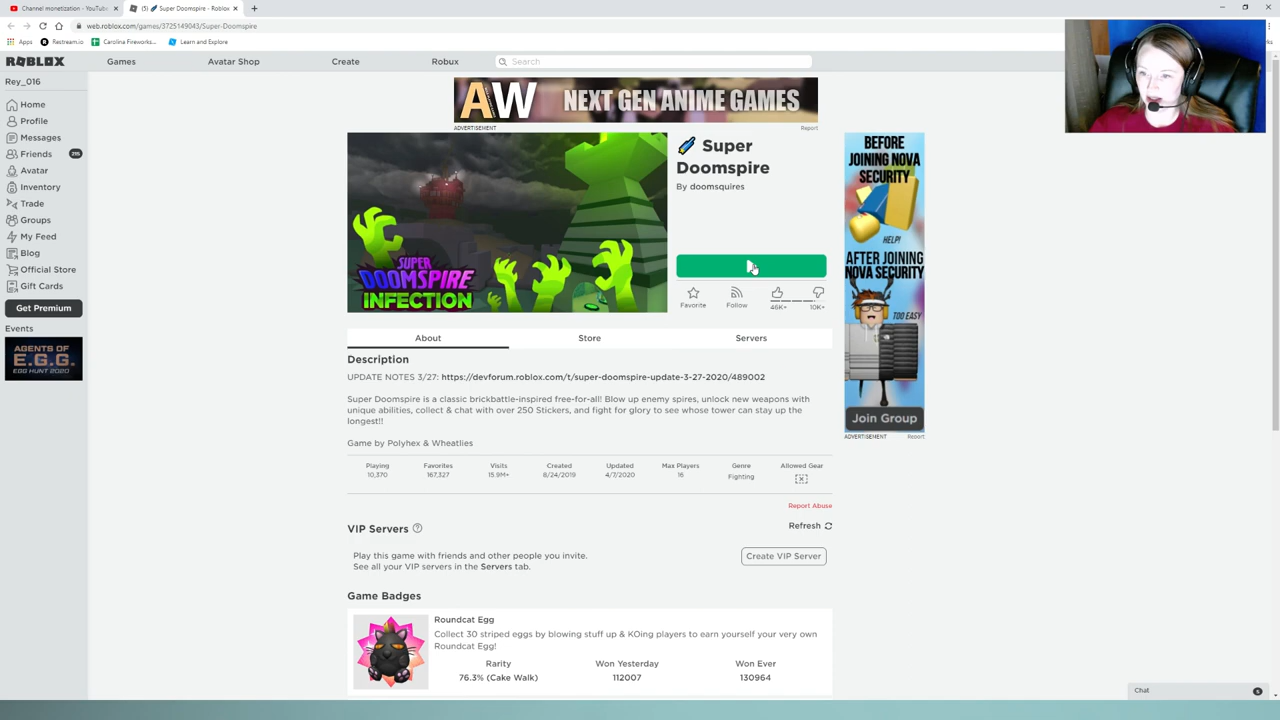 Channel monetization - YouTube
(5) Super Doomspire - Roblox
web.roblox.com/games/3725149043/Super-Doomspire
Apps
Restream.io
Carolina Fireworks...
Learn and Explore
ROBLOX
Games
Avatar Shop
Create
Robux
Search
Rey_016
Home
Profile
Messages
Friends
Avatar
Inventory
Trade
Groups
My Feed
Blog
Official Store
Gift Cards
Get Premium
Events
AGENTS OF
E.G.G.
EGG HUNT 2020
AW NEXT GEN ANIME GAMES
ADVERTISEMENT
Report
SUPER
DOOMSPIRE
INFECTION
Super
Doomspire
By doomsquires
Favorite
Follow
46K+
10K+
BEFORE
JOINING NOVA
SECURITY
HELP!
AFTER JOINING
NOVA SECURITY
TOO EASY
Join Group
ADVERTISEMENT
Report
About
Store
Servers
Description
UPDATE NOTES 3/27: https://devforum.roblox.com/t/super-doomspire-update-3-27-2020/489002
Super Doomspire is a classic brickbattle-inspired free-for-all! Blow up enemy spires, unlock new weapons with
unique abilities, collect & chat with over 250 Stickers, and fight for glory to see whose tower can stay up the
longest!!
Game by Polyhex & Wheatlies
Playing Favorites Visits Created Updated Max Players Genre Allowed Gear
10,370 167,327 15.9M+ 8/24/2019 4/7/2020 16 Fighting
Report Abuse
VIP Servers
Refresh
Play this game with friends and other people you invite.
See all your VIP servers in the Servers tab.
Create VIP Server
Game Badges
Roundcat Egg
Collect 30 striped eggs by blowing stuff up & KOing players to earn yourself your very own
Roundcat Egg!
Rarity Won Yesterday Won Ever
76.3% (Cake Walk) 112007 130964
Chat